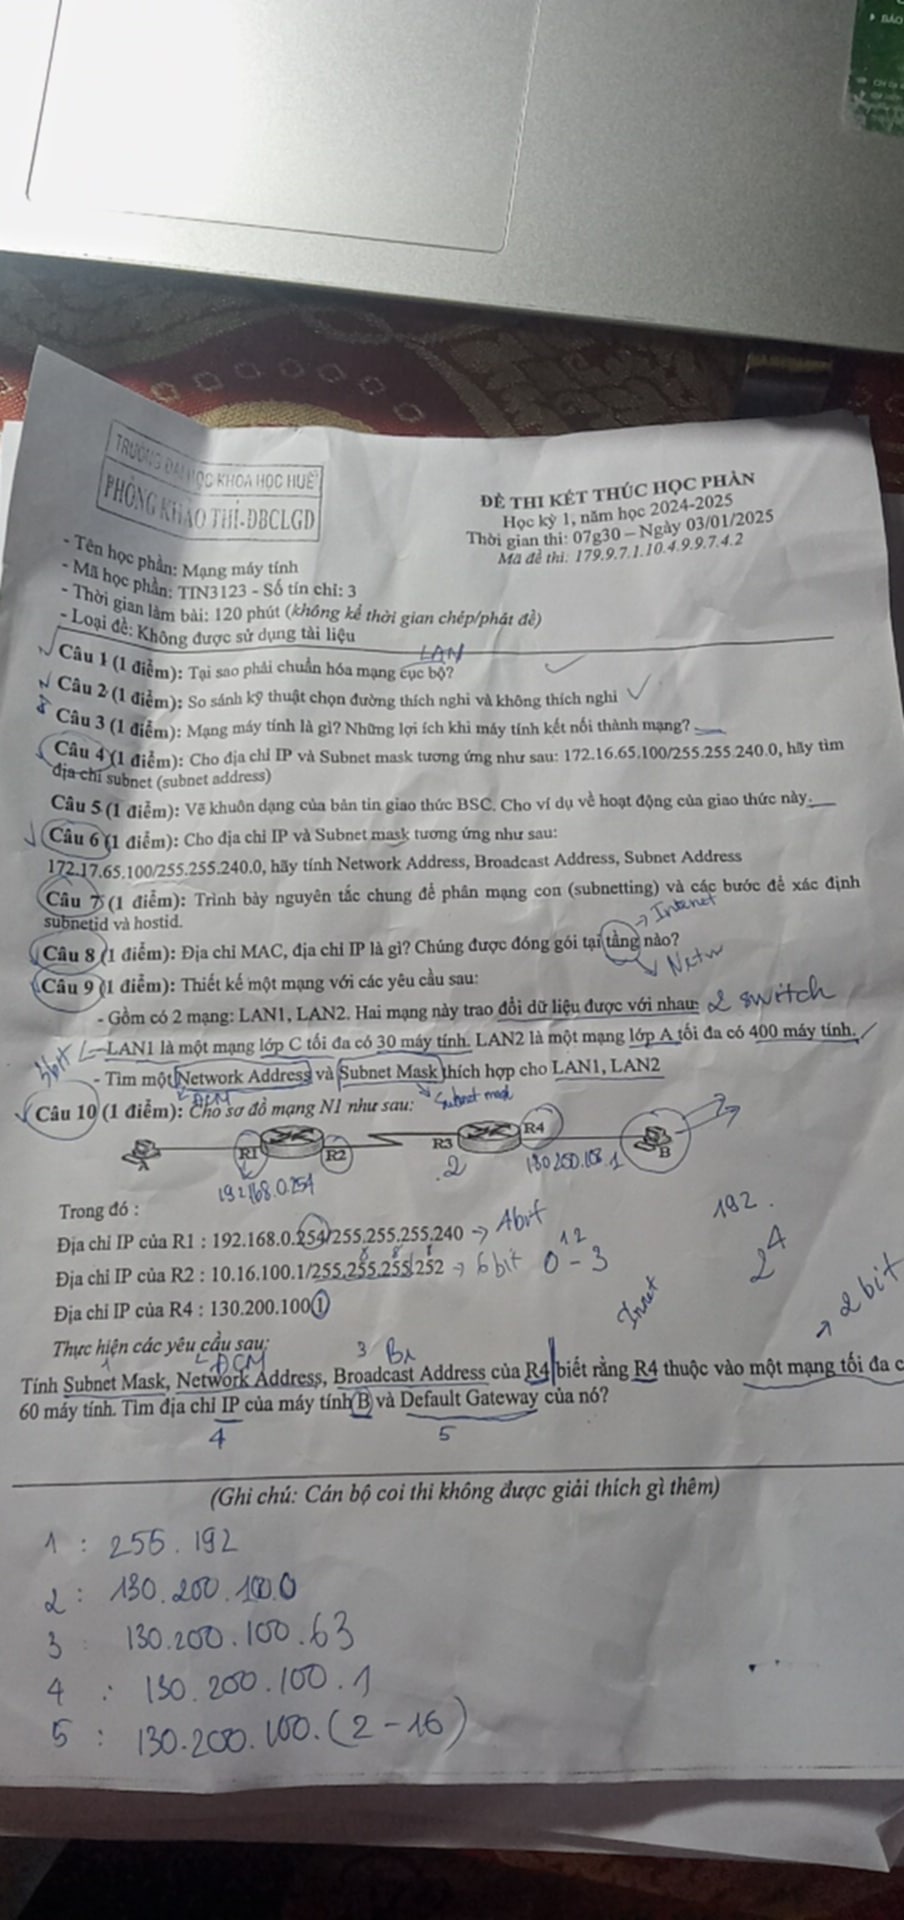 BÁO
TRƯỜNG ĐẠI HỌC KHOA HỌC HUẾ
PHÒNG KHẢO THÍ-ĐBCLGD
ĐỀ THI KẾT THÚC HỌC PHẦN
Học kỳ 1, năm học 2024-2025
Thời gian thi: 07g30 – Ngày 03/01/2025
Mã đề thi: 179.9.7.1.10.4.9.9.7.4.2
- Tên học phần: Mạng máy tính
- Mã học phần: TIN3123 - Số tín chỉ: 3
- Thời gian làm bài: 120 phút (không kể thời gian chép/phát đề)
- Loại đề: Không được sử dụng tài liệu
LAN
Câu 1 (1 điểm): Tại sao phải chuẩn hóa mạng cục bộ?
Câu 2 (1 điểm): So sánh kỹ thuật chọn đường thích nghi và không thích nghi
Câu 3 (1 điểm): Mạng máy tính là gì? Những lợi ích khi máy tính kết nối thành mạng?
Câu 4 (1 điểm): Cho địa chỉ IP và Subnet mask tương ứng như sau: 172.16.65.100/255.255.240.0, hãy tìm
địa chỉ subnet (subnet address)
Câu 5 (1 điểm): Vẽ khuôn dạng của bản tin giao thức BSC. Cho ví dụ về hoạt động của giao thức này.
Câu 6 (1 điểm): Cho địa chỉ IP và Subnet mask tương ứng như sau:
172.17.65.100/255.255.240.0, hãy tính Network Address, Broadcast Address, Subnet Address
Câu 7 (1 điểm): Trình bày nguyên tắc chung để phân mạng con (subnetting) và các bước để xác định
subnetid và hostid.
→ Intenet
Câu 8 (1 điểm): Địa chỉ MAC, địa chỉ IP là gì? Chúng được đóng gói tại tầng nào?
Câu 9 (1 điểm): Thiết kế một mạng với các yêu cầu sau:
- Gồm có 2 mạng: LAN1, LAN2. Hai mạng này trao đổi dữ liệu được với nhau: 2 switch
- LAN1 là một mạng lớp C tối đa có 30 máy tính. LAN2 là một mạng lớp A tối đa có 400 máy tính.
- Tìm một Network Address và Subnet Mask thích hợp cho LAN1, LAN2
ĐCM
Câu 10 (1 điểm): Cho sơ đồ mạng N1 như sau:
A R1 R2 R3 R4 B
192.168.0.254 .2
Trong đó :
Địa chỉ IP của R1 : 192.168.0.254/255.255.255.240 → 4bit
8 8 8
Địa chỉ IP của R2 : 10.16.100.1/255.255.255.252 → 6bit 0 - 3
12
192.
2 4
→ 2 bit
Địa chỉ IP của R4 : 130.200.100.1
Thực hiện các yêu cầu sau:
1 ĐCM 3
Tính Subnet Mask, Network Address, Broadcast Address của R4 biết rằng R4 thuộc vào một mạng tối đa c
60 máy tính. Tìm địa chỉ IP của máy tính B và Default Gateway của nó?
4 5
(Ghi chú: Cán bộ coi thi không được giải thích gì thêm)
1 : 255.192
2 : 130.200.100.0
3 : 130.200.100.63
4 : 130.200.100.1
5 : 130.200.100.(2-16)